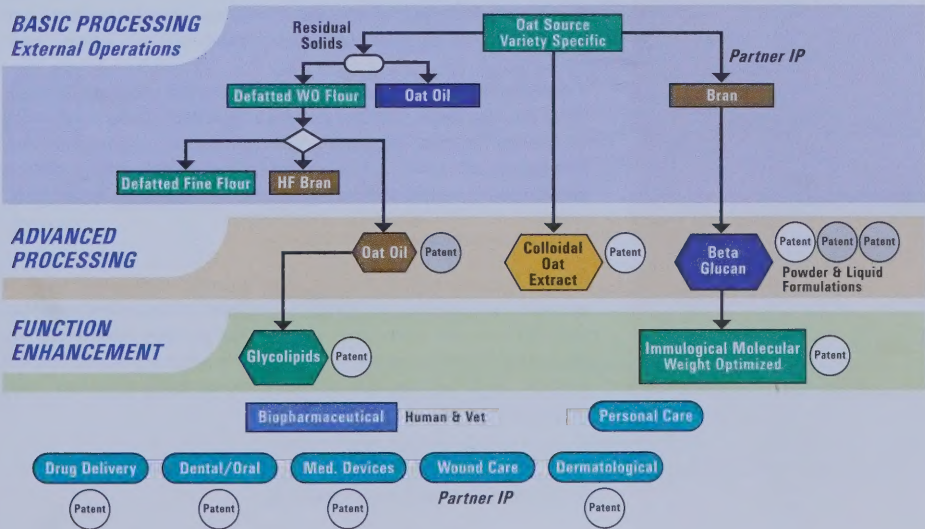 BASIC PROCESSING
External Operations
Residual
Solids
Oat Source
Variety Specific
Partner IP
Defatted WO Flour
Oat Oil
Bran
Defatted Fine Flour
HF Bran
ADVANCED
PROCESSING
Oat Oil
Patent
Colloidal
Oat
Extract
Patent
Beta
Glucan
Patent
Patent
Patent
Powder & Liquid
Formulations
FUNCTION
ENHANCEMENT
Glycolipids
Patent
Immulogical Molecular
Weight Optimized
Patent
Biopharmaceutical
Human & Vet
Personal Care
Drug Delivery
Dental/Oral
Med. Devices
Wound Care
Dermatological
Patent
Patent
Patent
Partner IP
Patent